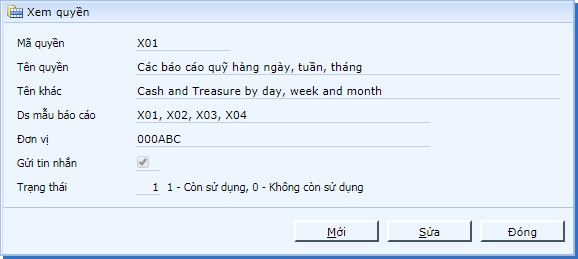 Xem quyền
Mã quyền X01
Tên quyền Các báo cáo quỹ hàng ngày, tuần, tháng
Tên khác Cash and Treasure by day, week and month
Ds mẫu báo cáo X01, X02, X03, X04
Đơn vị 000ABC
Gửi tin nhắn
Trạng thái 1 1 - Còn sử dụng, 0 - Không còn sử dụng
Mới Sửa Đóng